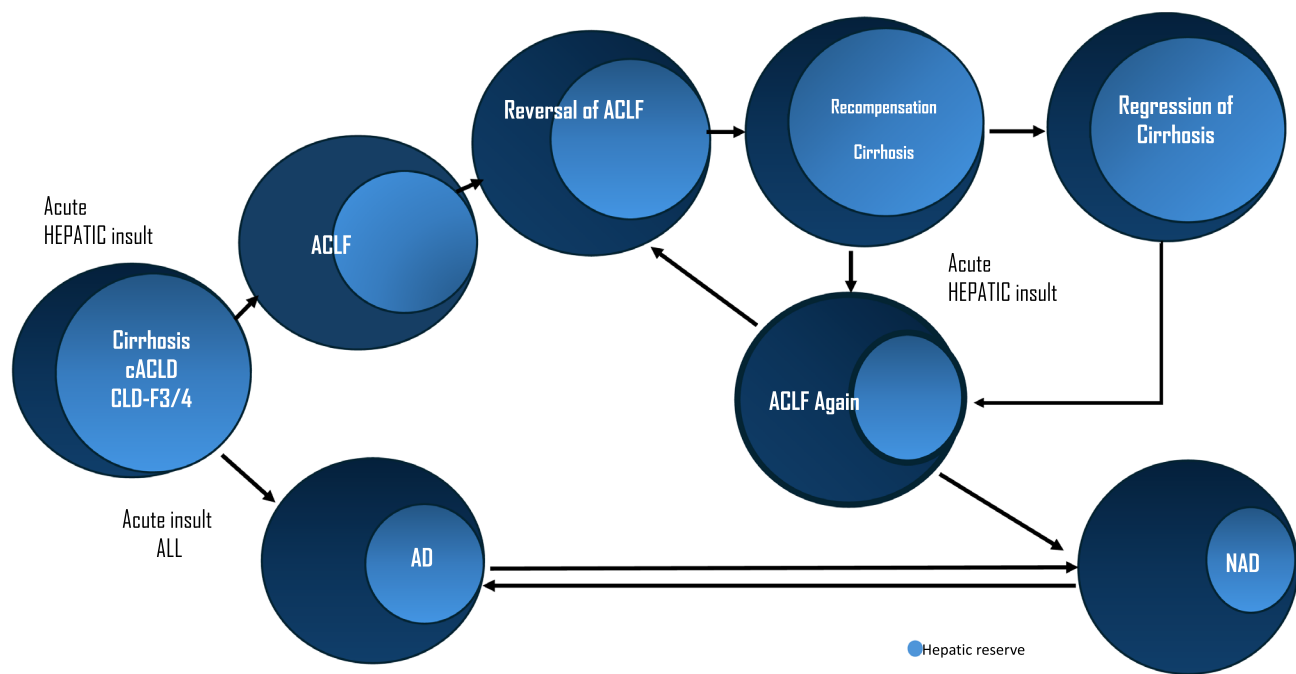 Acute
HEPATIC insult
Cirrhosis
cACLD
CLD-F3/4
Acute insult
ALL
ACLF
Reversal of ACLF
Recompensation
Cirrhosis
Regression of
Cirrhosis
Acute
HEPATIC insult
ACLF Again
AD
NAD
Hepatic reserve